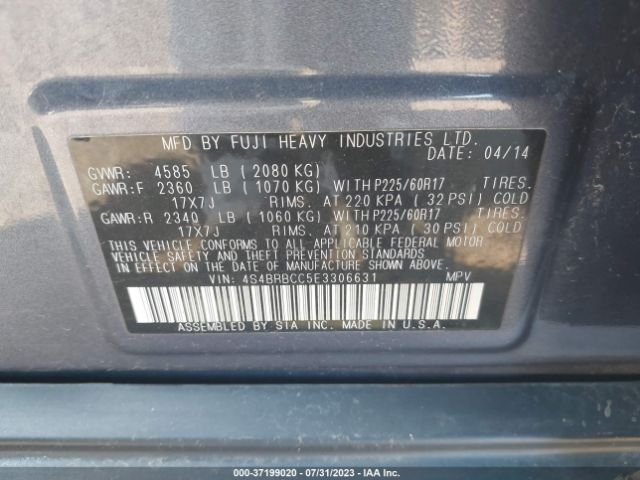 MFD BY FUJI HEAVY INDUSTRIES LTD.
DATE: 04/14
GVWR: 4585 LB ( 2080 KG)
GAWR:F 2360 LB ( 1070 KG) WITH P225/60R17 TIRES.
17X7J RIMS. AT 220 KPA ( 32 PSI) COLD
GAWR:R 2340 LB ( 1060 KG) WITH P225/60R17 TIRES.
17X7J RIMS. AT 210 KPA ( 30 PSI) COLD
THIS VEHICLE CONFORMS TO ALL APPLICABLE FEDERAL MOTOR
VEHICLE SAFETY AND THEFT PREVENTION STANDARDS
IN EFFECT ON THE DATE OF MANUFACTURE SHOWN ABOVE.
VIN: 4S4BRBCC5E3306631 MPV
ASSEMBLED BY SIA INC. MADE IN U.S.A.
000-37199020 - 07/31/2023 - IAA Inc.